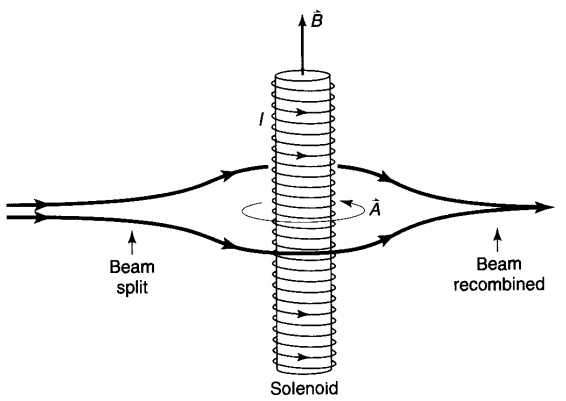 B⃗
I
A⃗
Beam
split
Beam
recombined
Solenoid